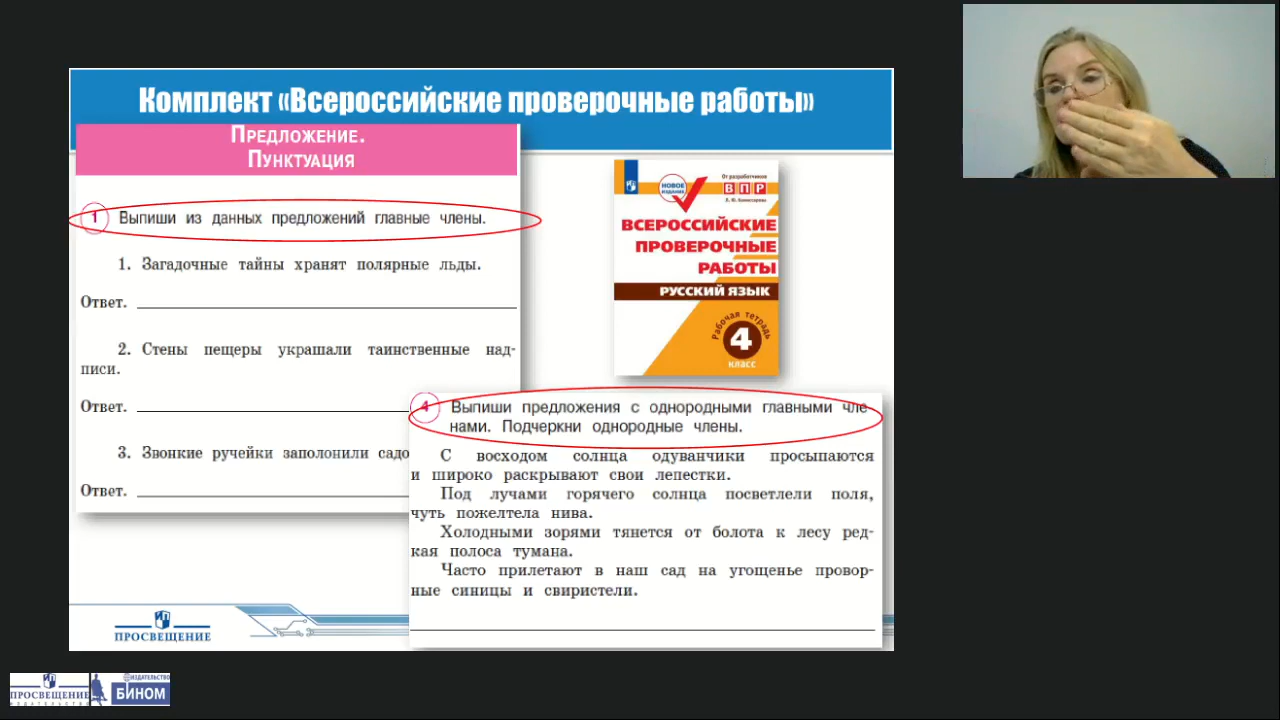 Комплект «Всероссийские проверочные работы»
ПРЕДЛОЖЕНИЕ.
ПУНКТУАЦИЯ
1 Выпиши из данных предложений главные члены.
1. Загадочные тайны хранят полярные льды.
Ответ.
2. Стены пещеры украшали таинственные над-
писи.
Ответ.
3. Звонкие ручейки заполонили садо
Ответ.
НОВОЕ
ИЗДАНИЕ
От разработчиков
ВПР
ВСЕРОССИЙСКИЕ
ПРОВЕРОЧНЫЕ
РАБОТЫ
РУССКИЙ ЯЗЫК
Рабочая тетрадь
4
класс
4 Выпиши предложения с однородными главными чле
нами. Подчеркни однородные члены.
С восходом солнца одуванчики просыпаются
и широко раскрывают свои лепестки.
Под лучами горячего солнца посветлели поля,
чуть пожелтела нива.
Холодными зорями тянется от болота к лесу ред-
кая полоса тумана.
Часто прилетают в наш сад на угощенье провор-
ные синицы и свиристели.
ПРОСВЕЩЕНИЕ
ПРОСВЕЩЕНИЕ
ИЗДАТЕЛЬСТВО
ИЗДАТЕЛЬСТВО
БИНОМ